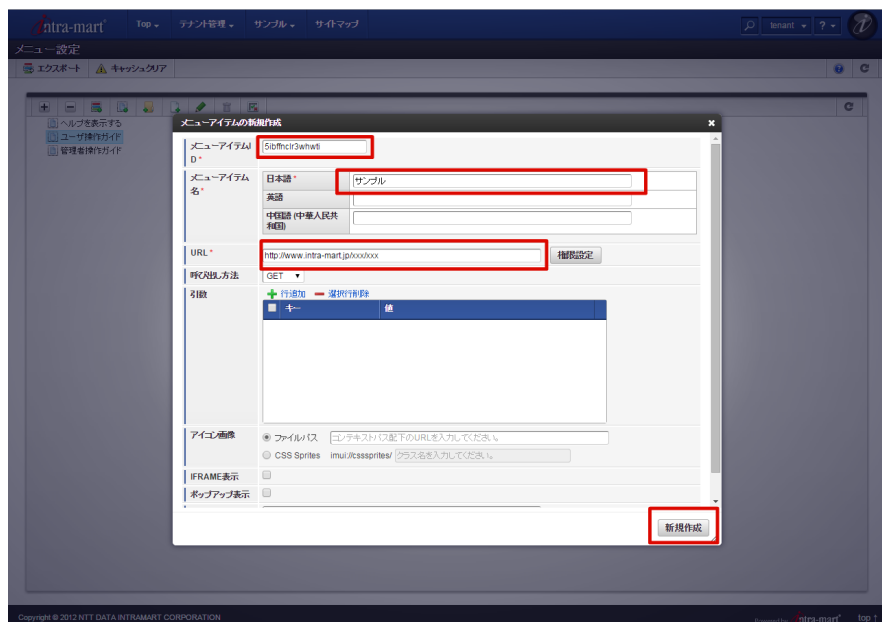 intra-mart Top テナント管理 サンプル サイトマップ tenant ?
メニュー設定
エクスポート キャッシュクリア
ヘルプを表示する
ユーザ操作ガイド
管理者操作ガイド
メニューアイテムの新規作成 ×
メニューアイテムI
D * 5ibffnclr3whwti
メニューアイテム
名 * 日本語 * サンプル
英語
中国語 (中華人民共
和国)
URL * http://www.intra-mart.jp/xxx/xxx 権限設定
呼び出し方法 GET
引数 行追加 選択行削除
キー 値
アイコン画像 ファイルパス コンテキストパス配下のURLを入力してください。
CSS Sprites imui://csssprites/ クラス名を入力してください。
IFRAME表示
ポップアップ表示
新規作成
Copyright © 2012 NTT DATA INTRAMART CORPORATION Powered by intra-mart top ↑